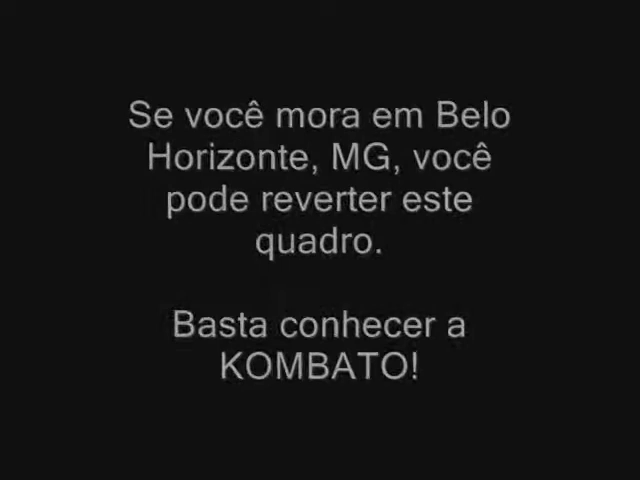 Se você mora em Belo
Horizonte, MG, você
pode reverter este
quadro.
Basta conhecer a
KOMBATO!